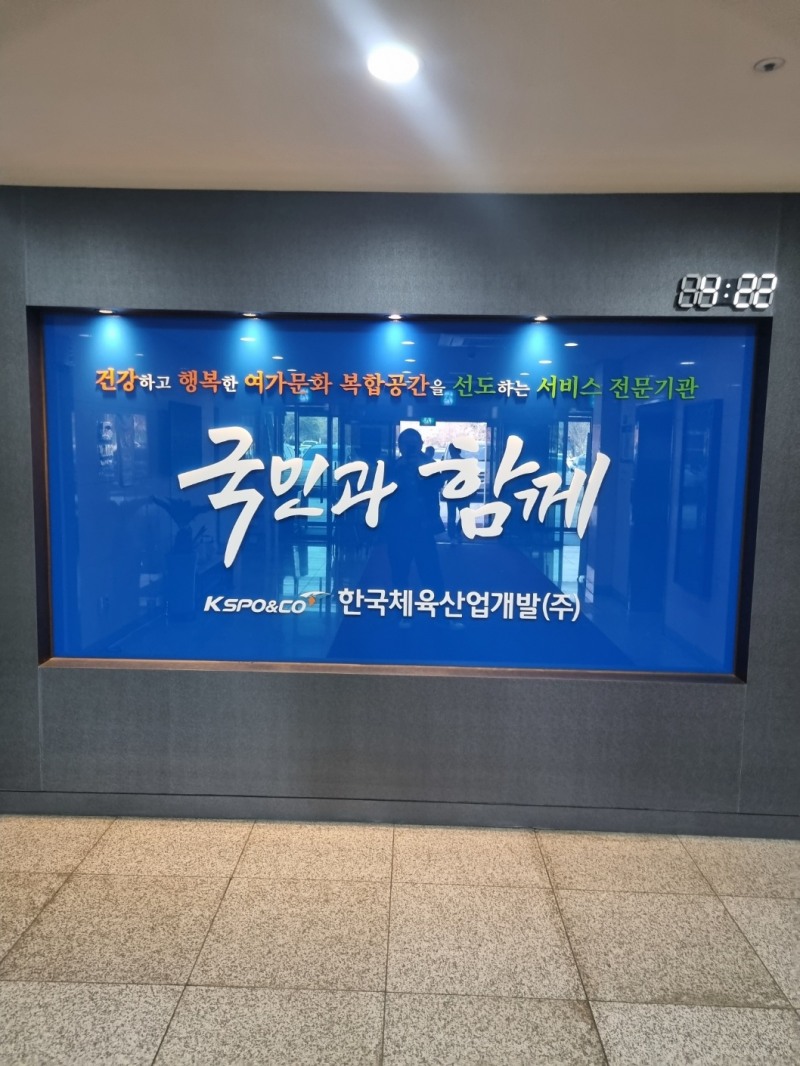 건강하고 행복한 여가문화 복합공간을 선도하는 서비스 전문기관
국민과 함께
KSPO&CO 한국체육산업개발(주)